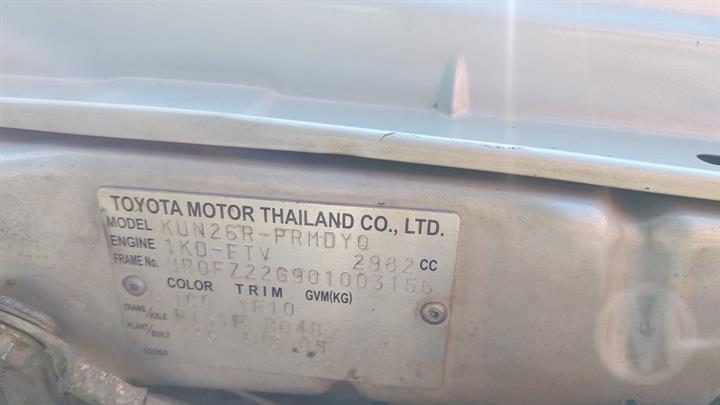 TOYOTA MOTOR THAILAND CO., LTD.
MODEL KUN26R-PRMDYQ
ENGINE 1KD-FTV 2982 CC
FRAME No. MR0FZ22G901003156
COLOR TRIM GVM(KG)
1C0 YF10
TRANS/AXLE
PLANT/BUILT
M